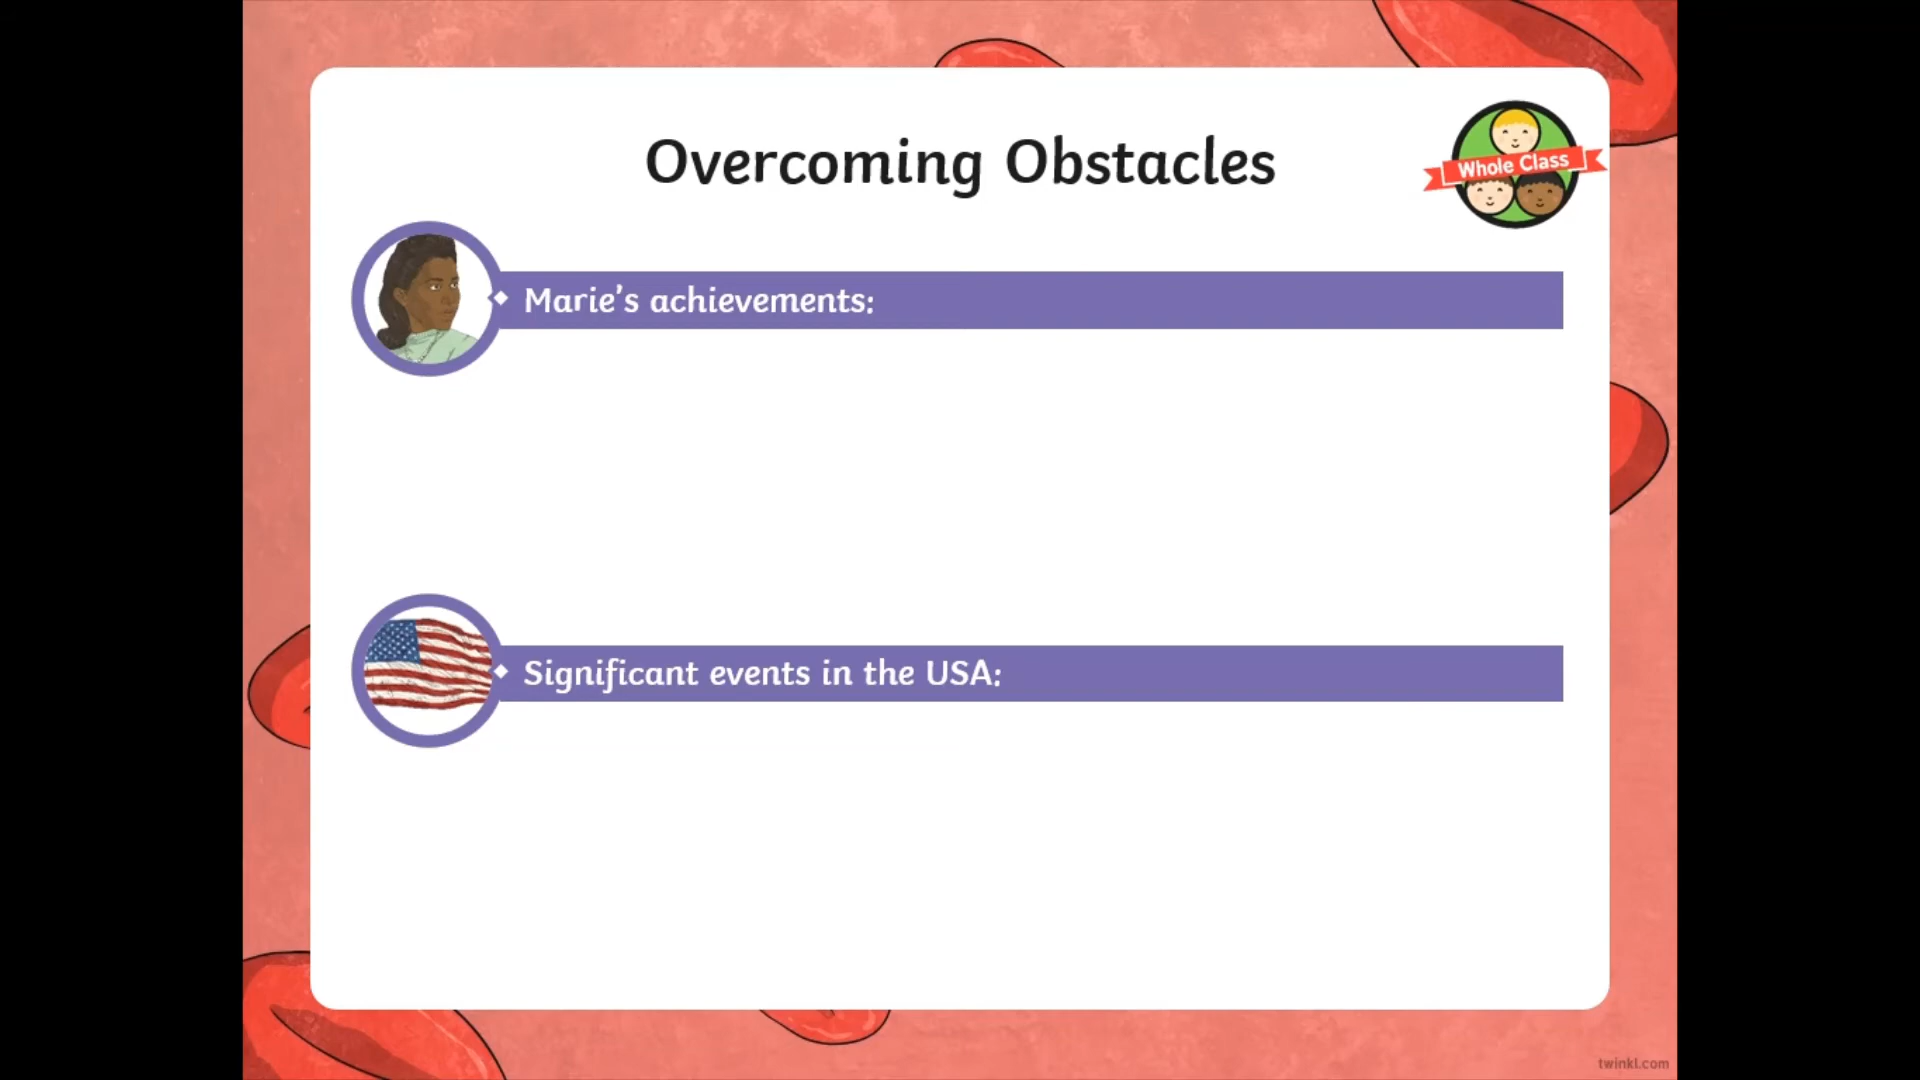 Overcoming Obstacles
Whole Class
Marie’s achievements:
Significant events in the USA:
twinkl.com